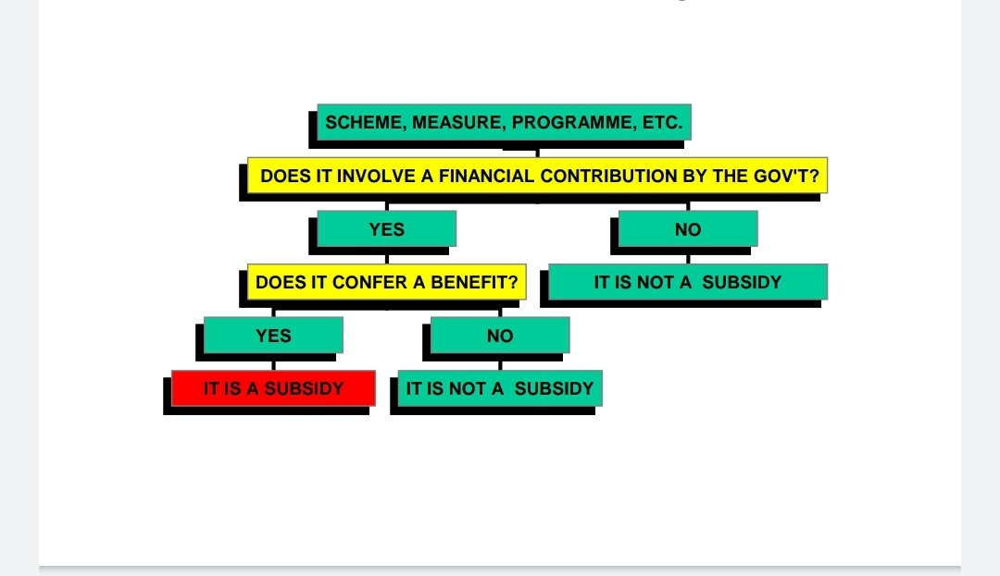 SCHEME, MEASURE, PROGRAMME, ETC.
DOES IT INVOLVE A FINANCIAL CONTRIBUTION BY THE GOV'T?
YES
NO
DOES IT CONFER A BENEFIT?
IT IS NOT A SUBSIDY
YES
NO
IT IS A SUBSIDY
IT IS NOT A SUBSIDY